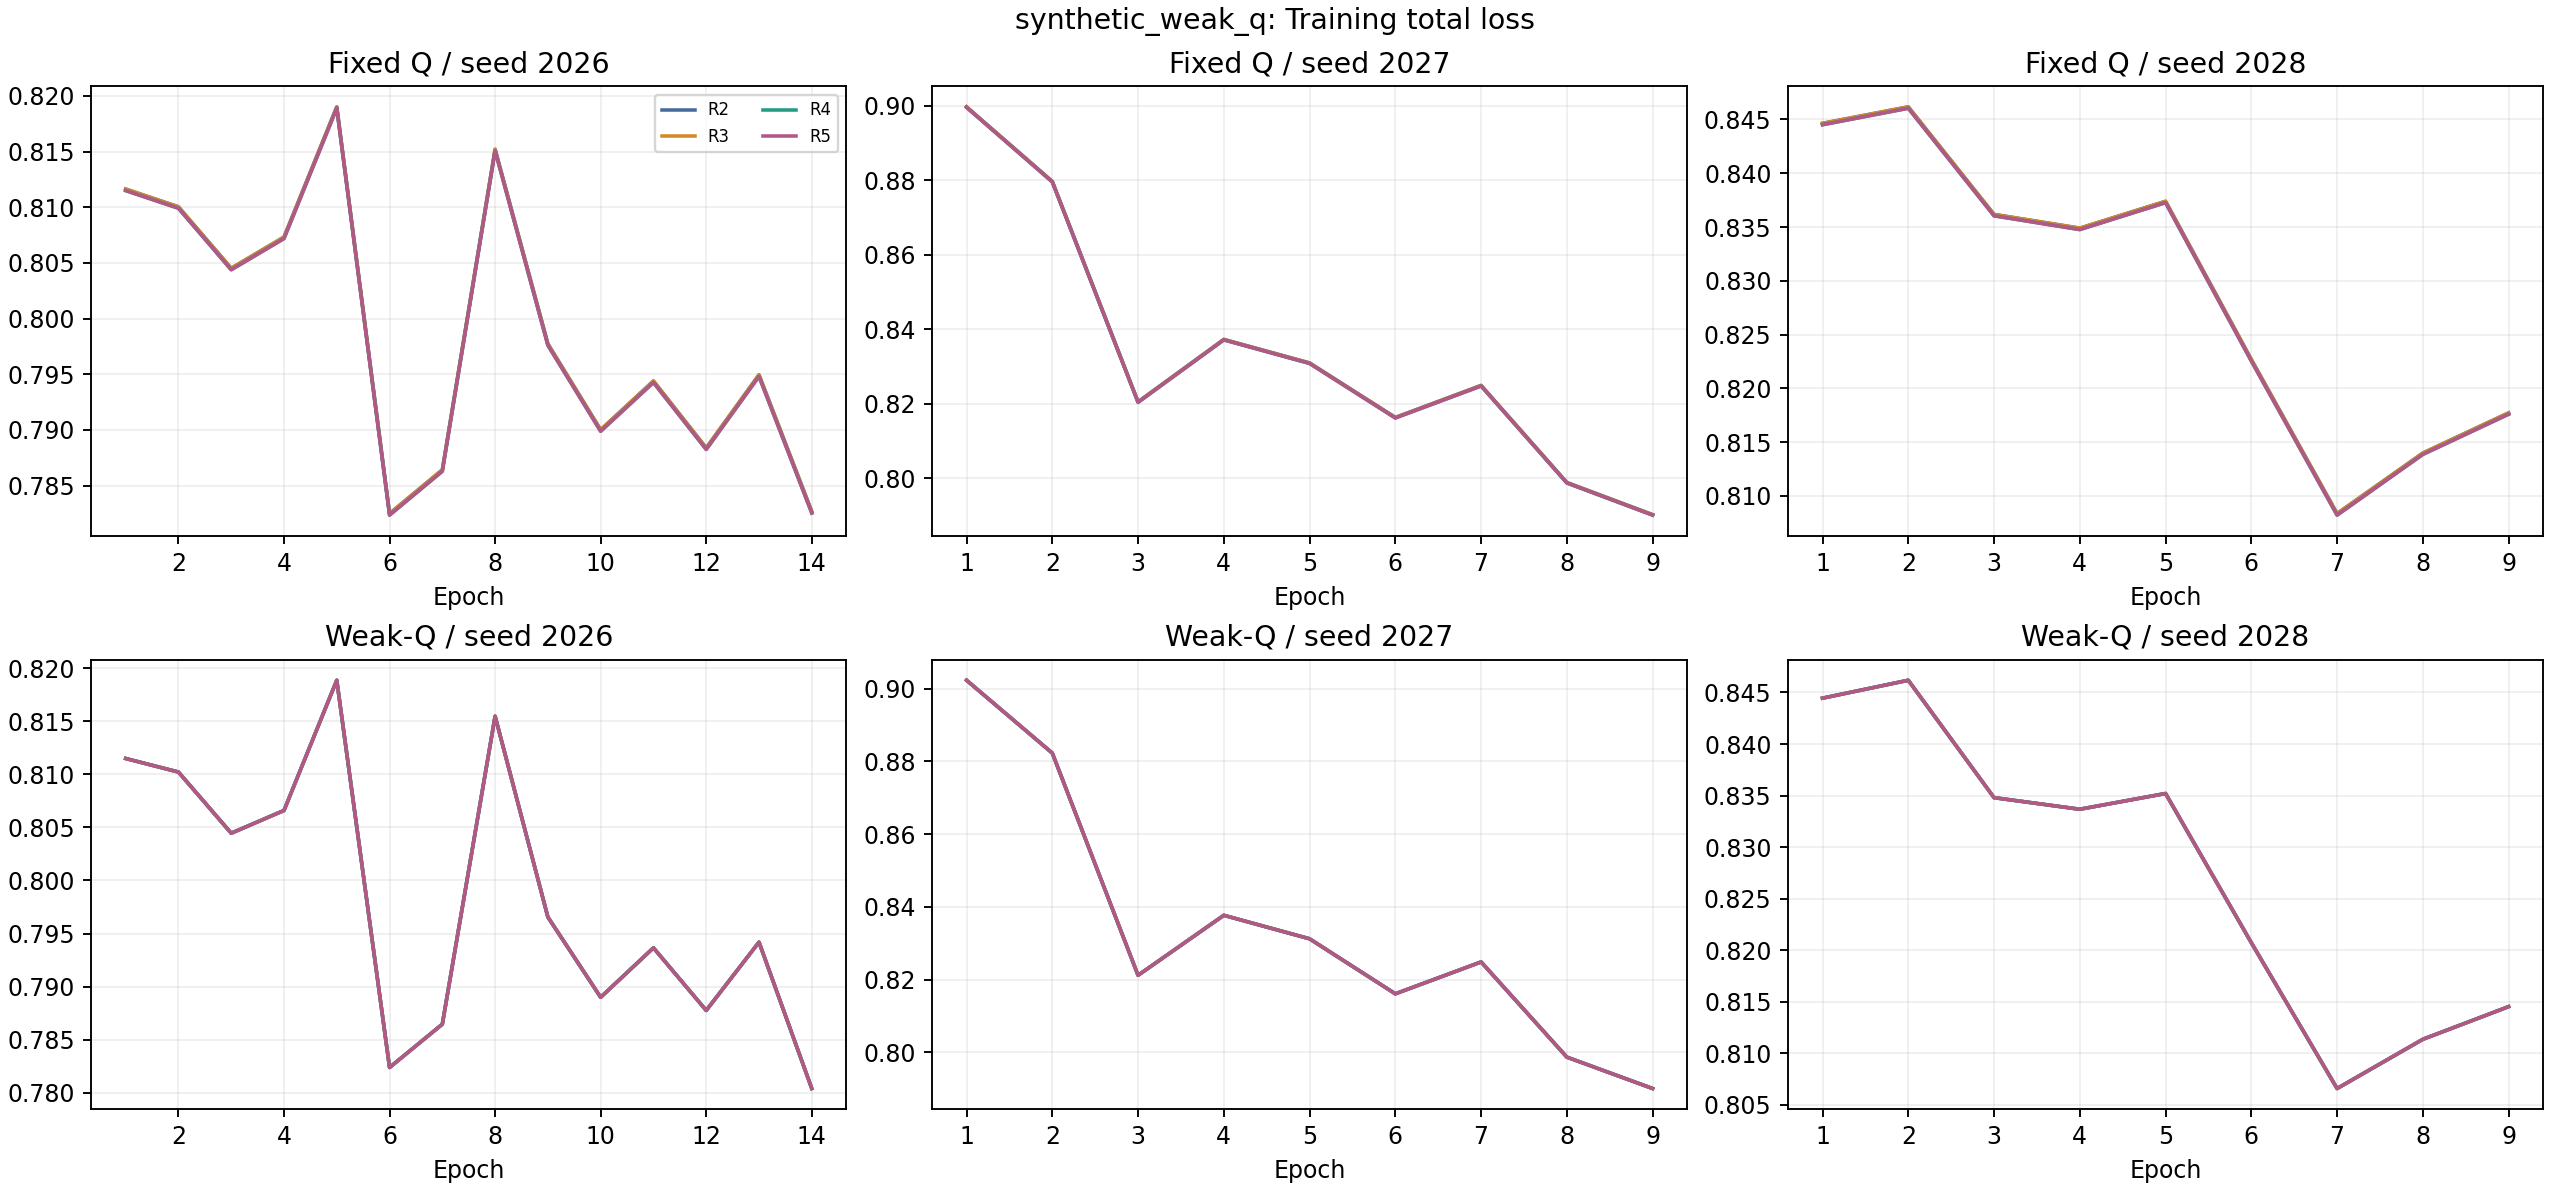 synthetic_weak_q: Training total loss
Fixed Q / seed 2026
0.820
0.815
0.810
0.805
0.800
0.795
0.790
0.785
R2 R4
R3 R5
2 4 6 8 10 12 14
Epoch
Fixed Q / seed 2027
0.90
0.88
0.86
0.84
0.82
0.80
1 2 3 4 5 6 7 8 9
Epoch
Fixed Q / seed 2028
0.845
0.840
0.835
0.830
0.825
0.820
0.815
0.810
1 2 3 4 5 6 7 8 9
Epoch
Weak-Q / seed 2026
0.820
0.815
0.810
0.805
0.800
0.795
0.790
0.785
0.780
2 4 6 8 10 12 14
Epoch
Weak-Q / seed 2027
0.90
0.88
0.86
0.84
0.82
0.80
1 2 3 4 5 6 7 8 9
Epoch
Weak-Q / seed 2028
0.845
0.840
0.835
0.830
0.825
0.820
0.815
0.810
0.805
1 2 3 4 5 6 7 8 9
Epoch